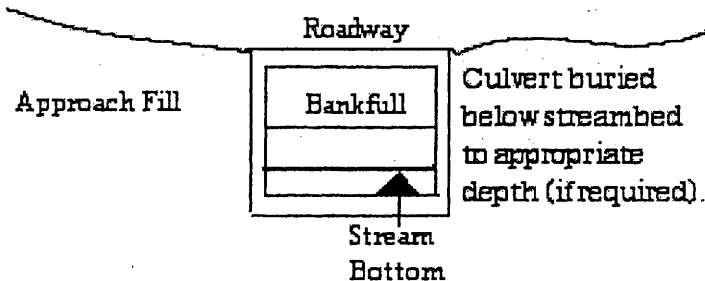 Roadway
Approach Fill
Bankfull
Culvert buried
below streambed
to appropriate
depth (if required).
Stream
Bottom